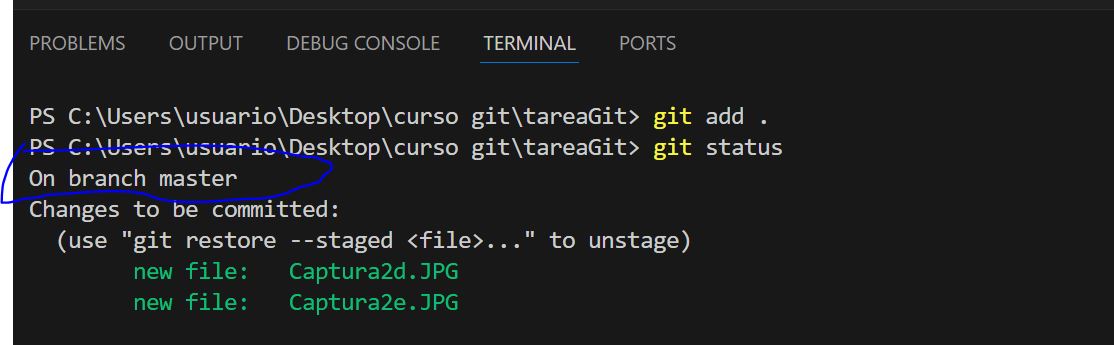 PROBLEMS OUTPUT DEBUG CONSOLE TERMINAL PORTS
PS C:\Users\usuario\Desktop\curso git\tareaGit> git add .
PS C:\Users\usuario\Desktop\curso git\tareaGit> git status
On branch master
Changes to be committed:
  (use "git restore --staged <file>..." to unstage)
        new file:   Captura2d.JPG
        new file:   Captura2e.JPG